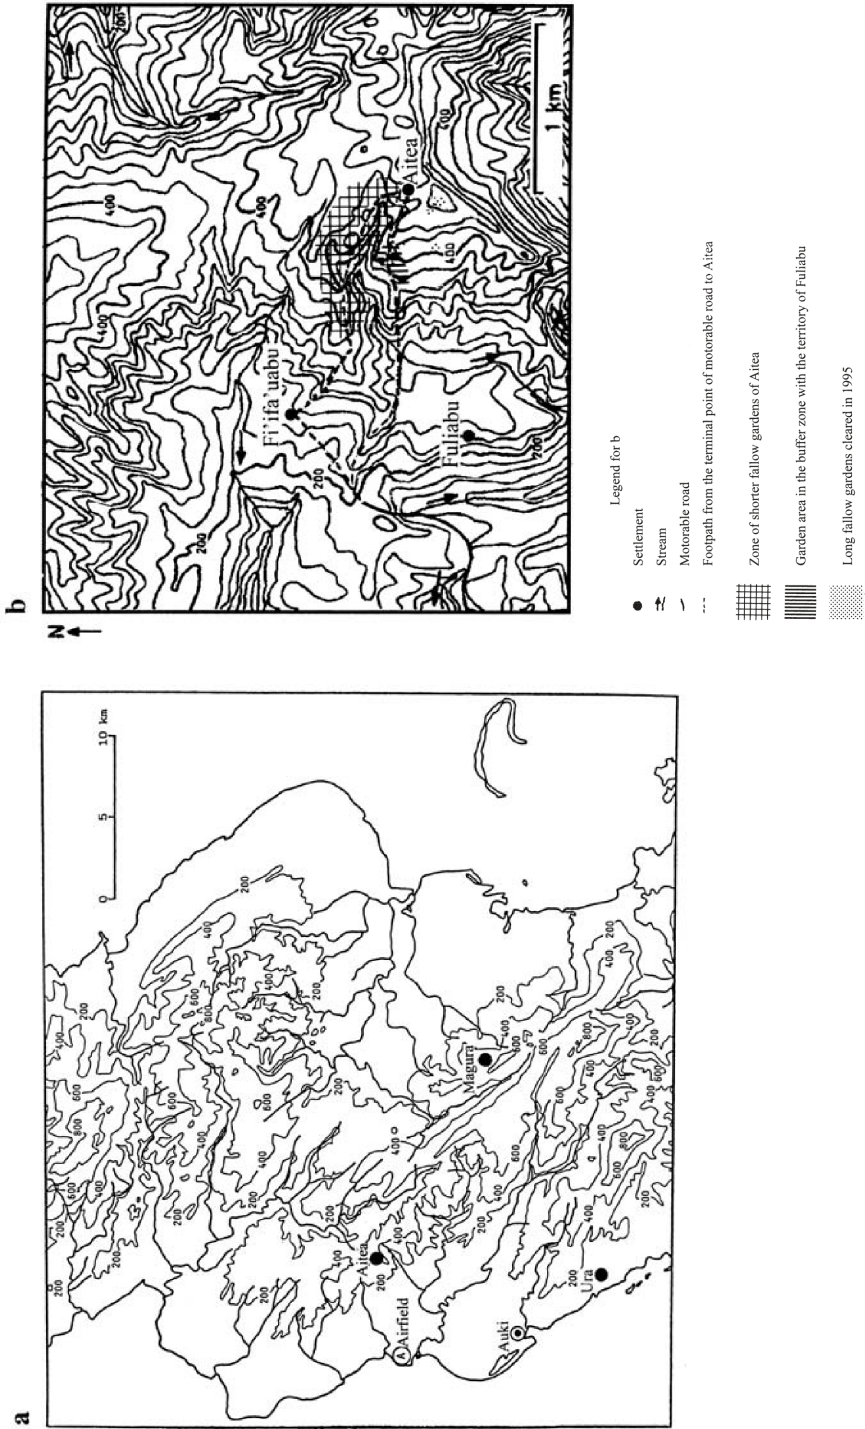 a
0 5 10 km
200
400
600
800
Aitea
Magura
Airfield
A
Auki
Ura
b
N
200
400
Fi'ifa'uabu
Fuliabu
Aitea
1 km
Legend for b
Settlement
Stream
Motorable road
Footpath from the terminal point of motorable road to Aitea
Zone of shorter fallow gardens of Aitea
Garden area in the buffer zone with the territory of Fuliabu
Long fallow gardens cleared in 1995